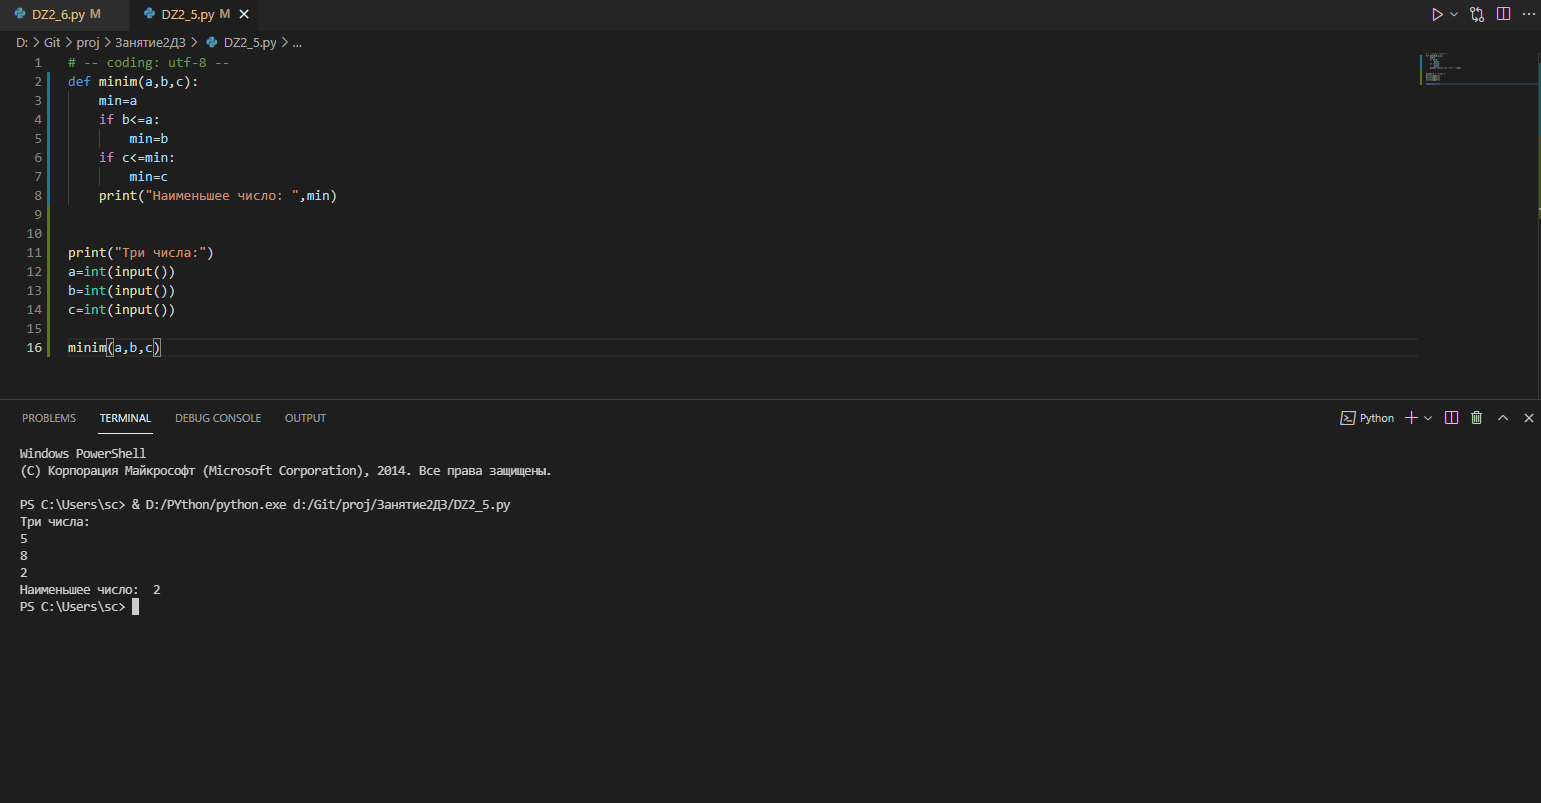 DZ2_6.py M DZ2_5.py M
D: > Git > proj > Занятие2ДЗ > DZ2_5.py > ...
1 # -- coding: utf-8 --
2 def minim(a,b,c):
3     min=a
4     if b<=a:
5         min=b
6     if c<=min:
7         min=c
8     print("Наименьшее число: ",min)
9
10
11 print("Три числа:")
12 a=int(input())
13 b=int(input())
14 c=int(input())
15
16 minim(a,b,c)
PROBLEMS TERMINAL DEBUG CONSOLE OUTPUT Python
Windows PowerShell
(C) Корпорация Майкрософт (Microsoft Corporation), 2014. Все права защищены.
PS C:\Users\sc> & D:/PYthon/python.exe d:/Git/proj/Занятие2ДЗ/DZ2_5.py
Три числа:
5
8
2
Наименьшее число:  2
PS C:\Users\sc>